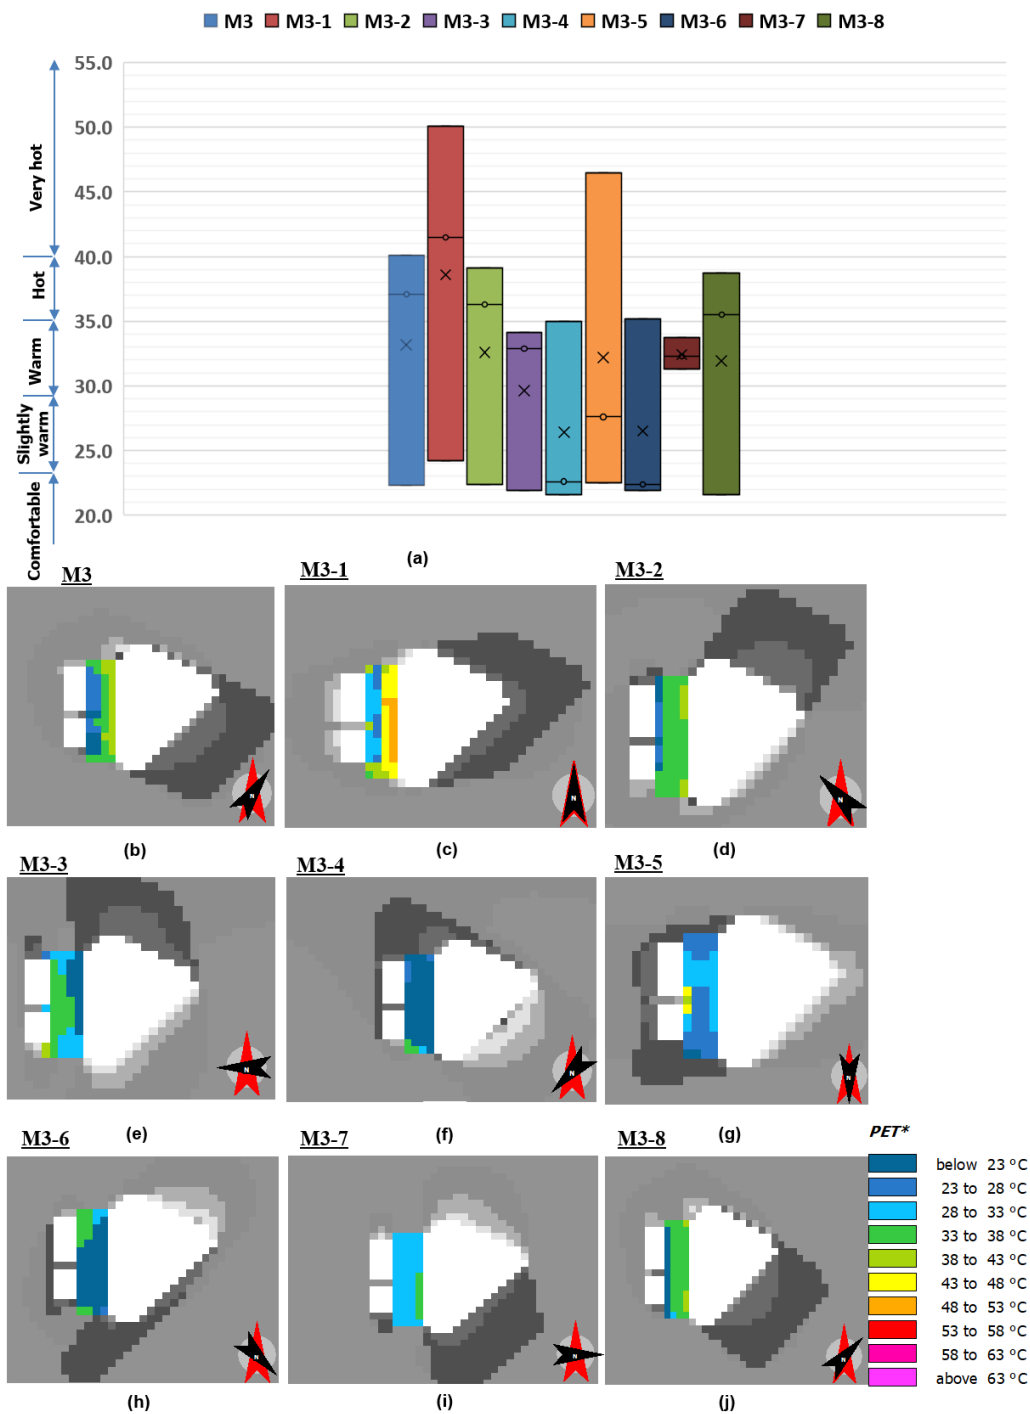 M3 M3-1 M3-2 M3-3 M3-4 M3-5 M3-6 M3-7 M3-8
55.0
50.0
45.0
40.0
35.0
30.0
25.0
20.0
Very hot
Hot
Warm
Slightly
warm
Comfortable
(a)
M3
M3-1
M3-2
N
N
N
(b)
(c)
(d)
M3-3
M3-4
M3-5
N
N
N
(e)
(f)
(g)
M3-6
M3-7
M3-8
N
N
N
(h)
(i)
(j)
PET*
below 23 °C
23 to 28 °C
28 to 33 °C
33 to 38 °C
38 to 43 °C
43 to 48 °C
48 to 53 °C
53 to 58 °C
58 to 63 °C
above 63 °C